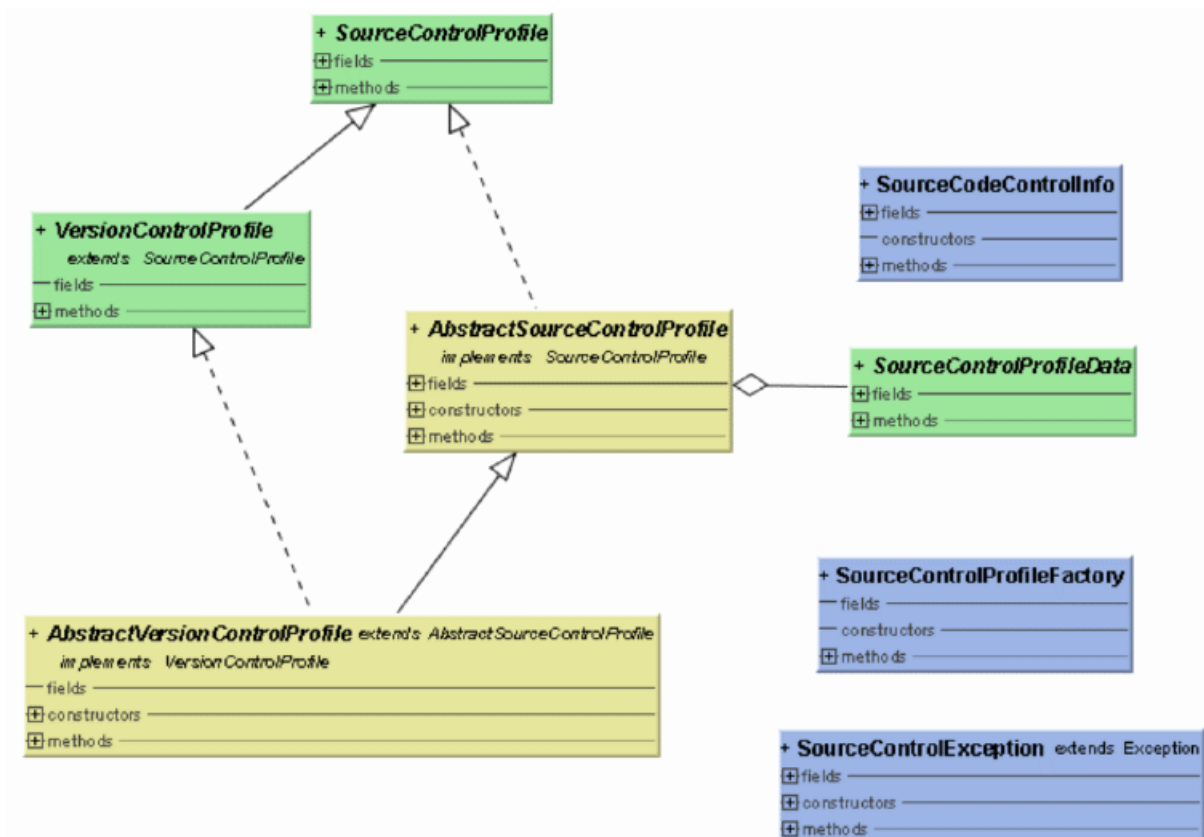 + SourceControlProfile
fields
methods
+ VersionControlProfile
extends SourceControlProfile
fields
methods
+ SourceCodeControlInfo
fields
constructors
methods
+ AbstractSourceControlProfile
implements SourceControlProfile
fields
constructors
methods
+ SourceControlProfileData
fields
methods
+ SourceControlProfileFactory
fields
constructors
methods
+ AbstractVersionControlProfile extends AbstractSourceControlProfile
implements VersionControlProfile
fields
constructors
methods
+ SourceControlException extends Exception
fields
constructors
methods